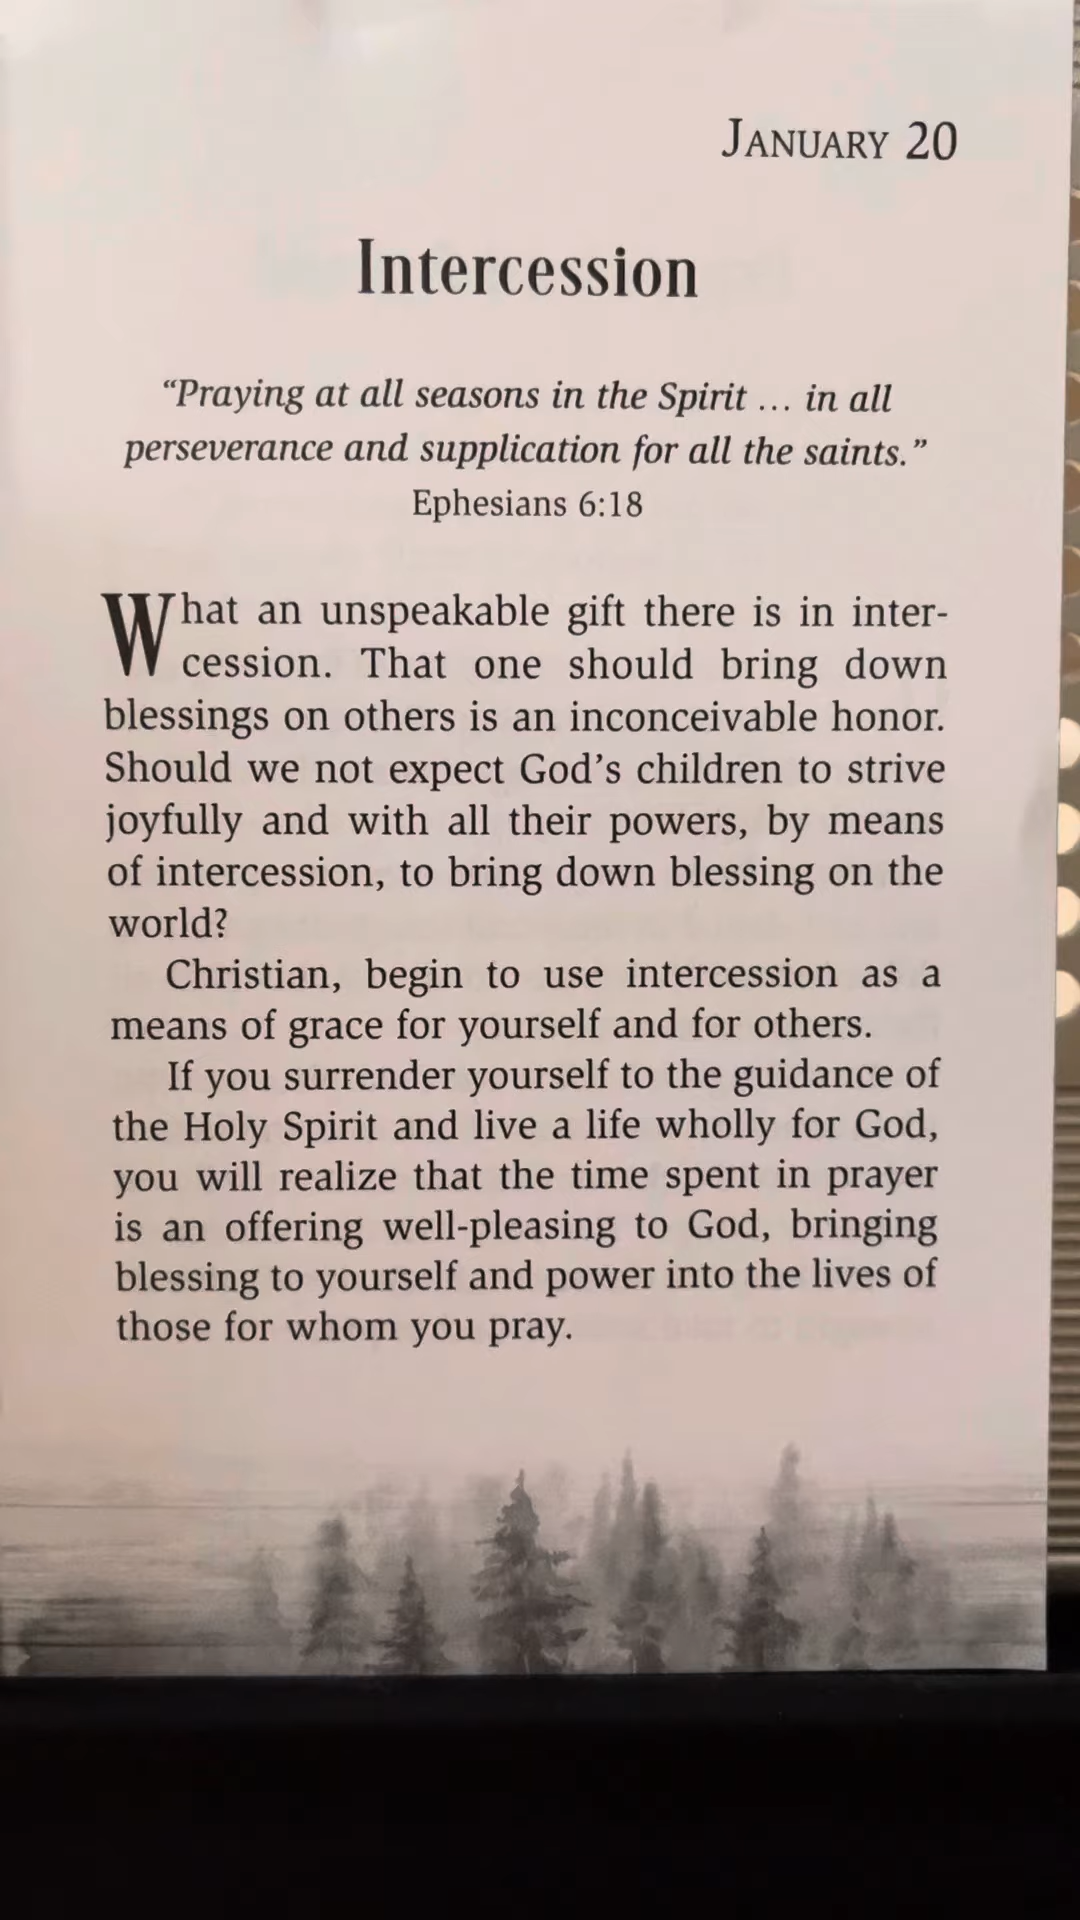 JANUARY 20
Intercession
“Praying at all seasons in the Spirit … in all
perseverance and supplication for all the saints.”
Ephesians 6:18
What an unspeakable gift there is in inter-
cession. That one should bring down
blessings on others is an inconceivable honor.
Should we not expect God’s children to strive
joyfully and with all their powers, by means
of intercession, to bring down blessing on the
world?
Christian, begin to use intercession as a
means of grace for yourself and for others.
If you surrender yourself to the guidance of
the Holy Spirit and live a life wholly for God,
you will realize that the time spent in prayer
is an offering well-pleasing to God, bringing
blessing to yourself and power into the lives of
those for whom you pray.